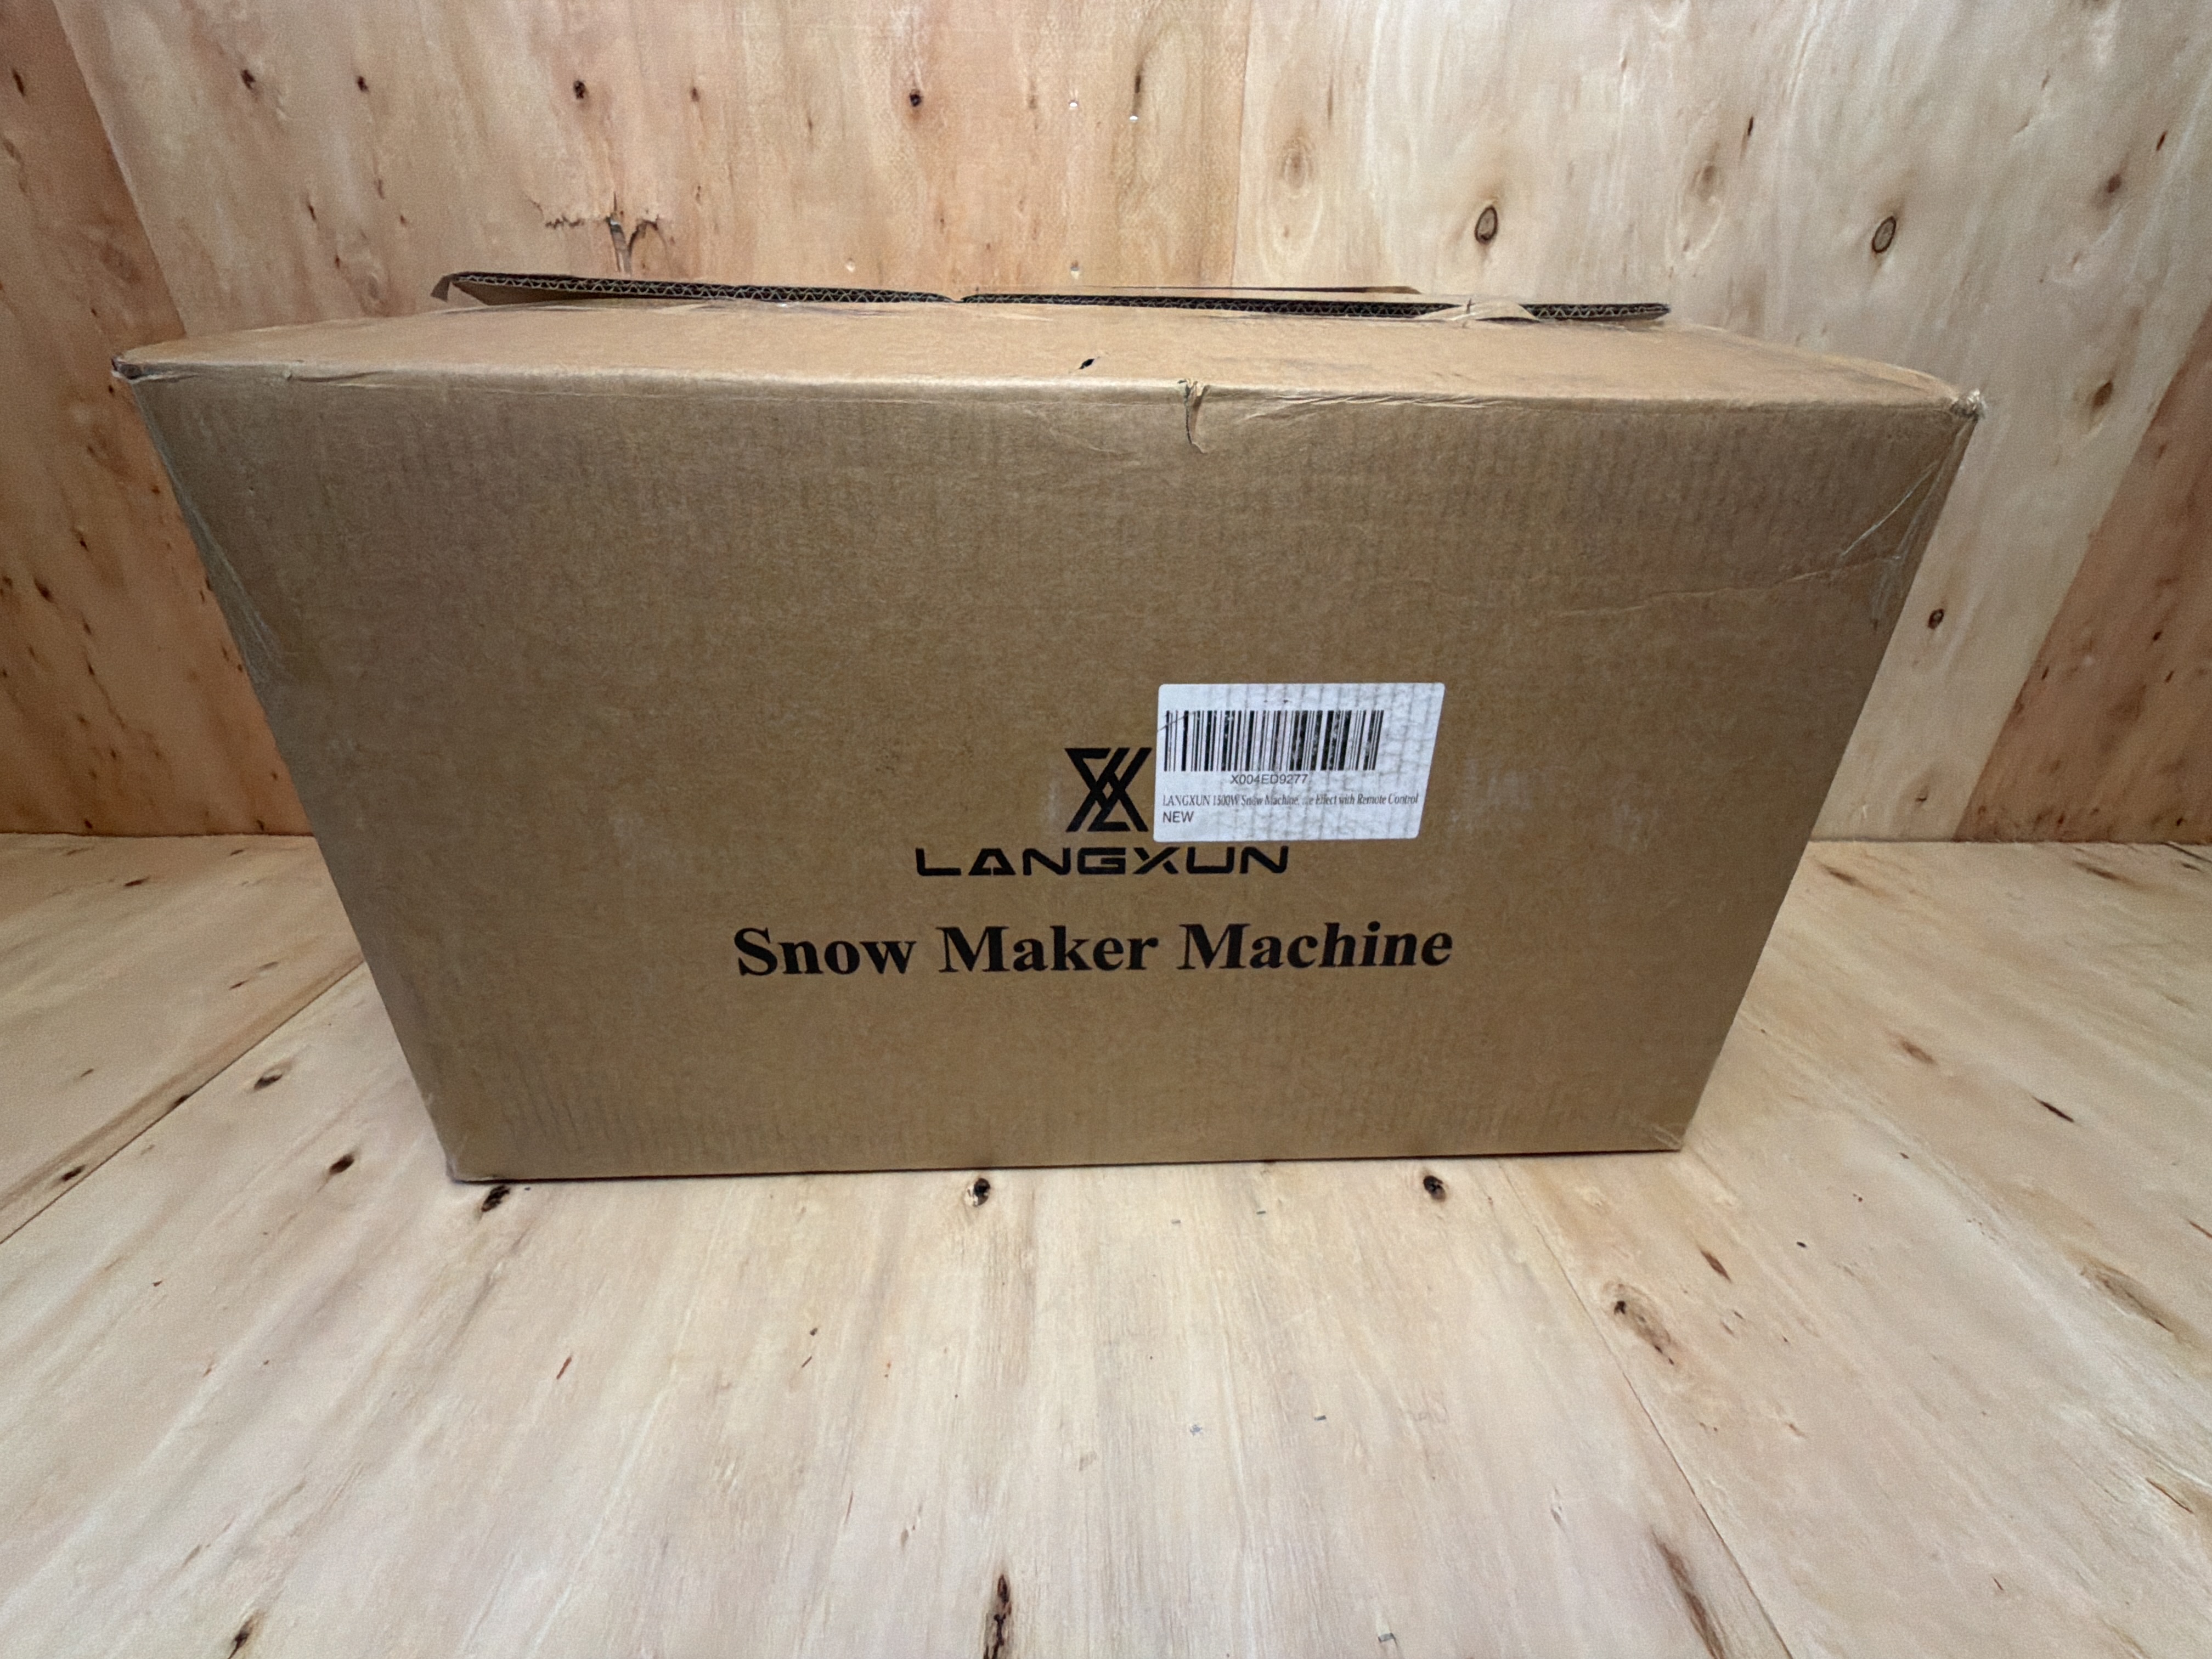 X004ED9277
LANGXUN 1500W Snow Machine, ...e Effect with Remote Control
NEW
LANGXUN
Snow Maker Machine